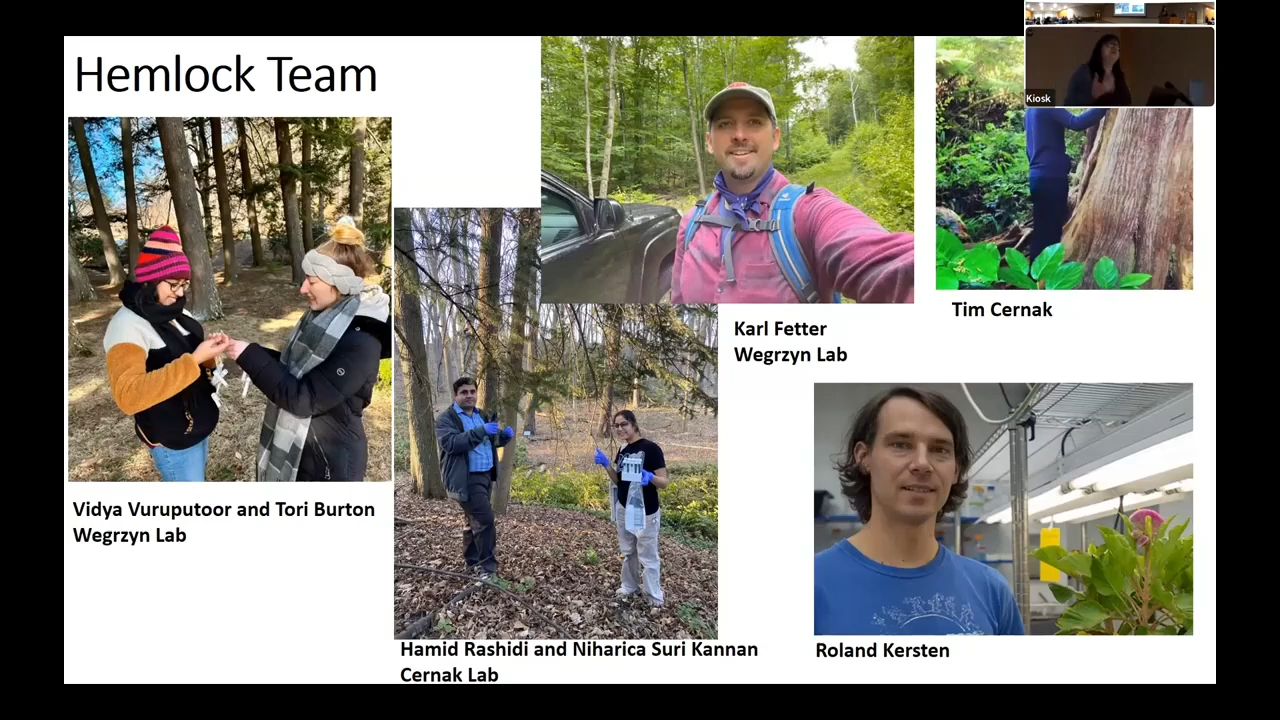 Hemlock Team
Kiosk
Tim Cernak
Karl Fetter
Wegrzyn Lab
Vidya Vuruputoor and Tori Burton
Wegrzyn Lab
Hamid Rashidi and Niharica Suri Kannan
Cernak Lab
Roland Kersten